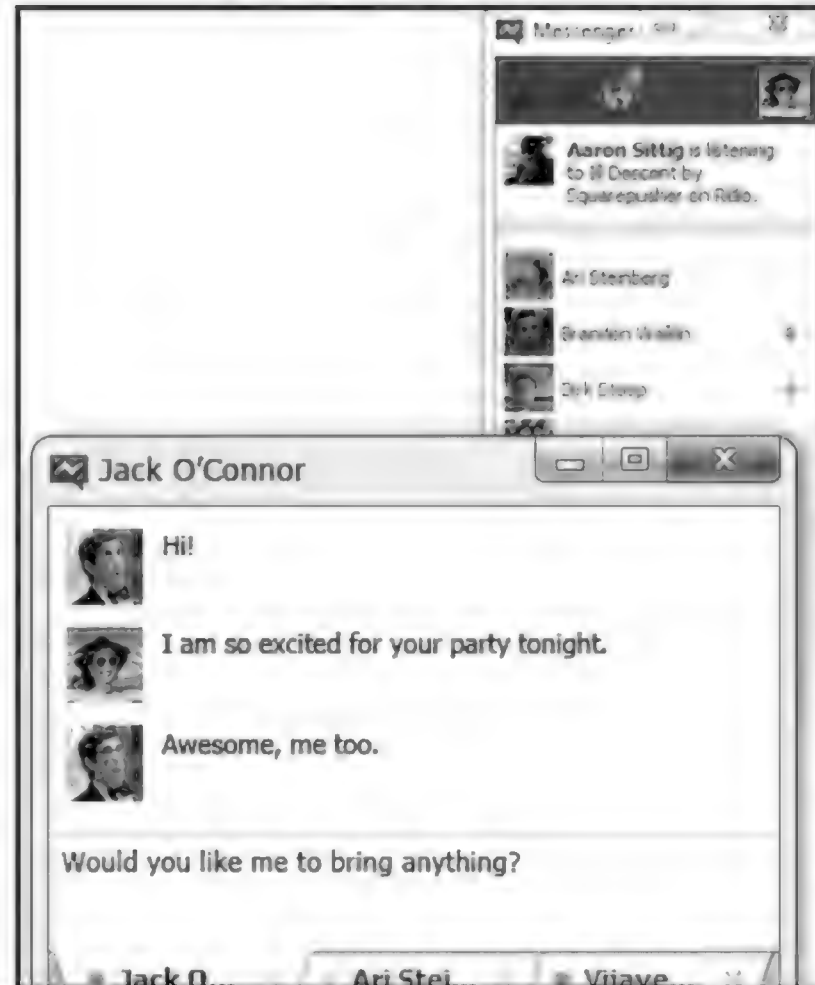 Messenger
Aaron Sittig is listening
to Ill Descent by
Squarepusher on Rdio.
Ari Steinberg
Brandon
Jack O'Connor
Hi!
I am so excited for your party tonight.
Awesome, me too.
Would you like me to bring anything?
Jack O...
Ari Stei...
Vijaye...